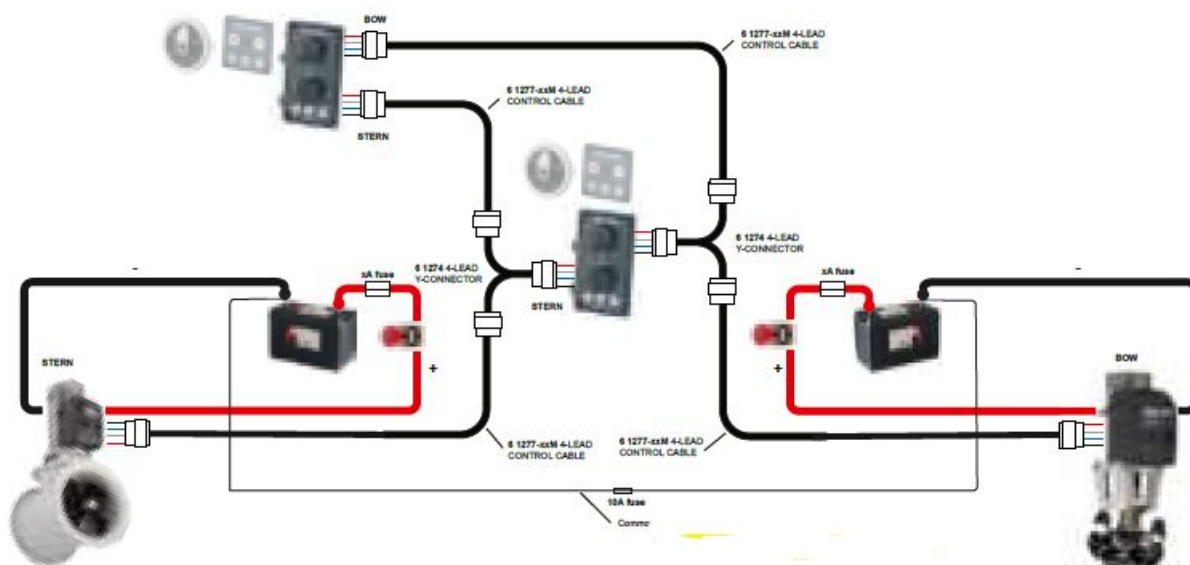 BOW
6 1277-xxM 4-LEAD
CONTROL CABLE
6 1277-xxM 4-LEAD
CONTROL CABLE
STERN
6 1274 4-LEAD
Y-CONNECTOR
6 1274 4-LEAD
Y-CONNECTOR
-
xA fuse
xA fuse
-
STERN
STERN
BOW
+
+
6 1277-xxM 4-LEAD
CONTROL CABLE
6 1277-xxM 4-LEAD
CONTROL CABLE
10A fuse
Comme